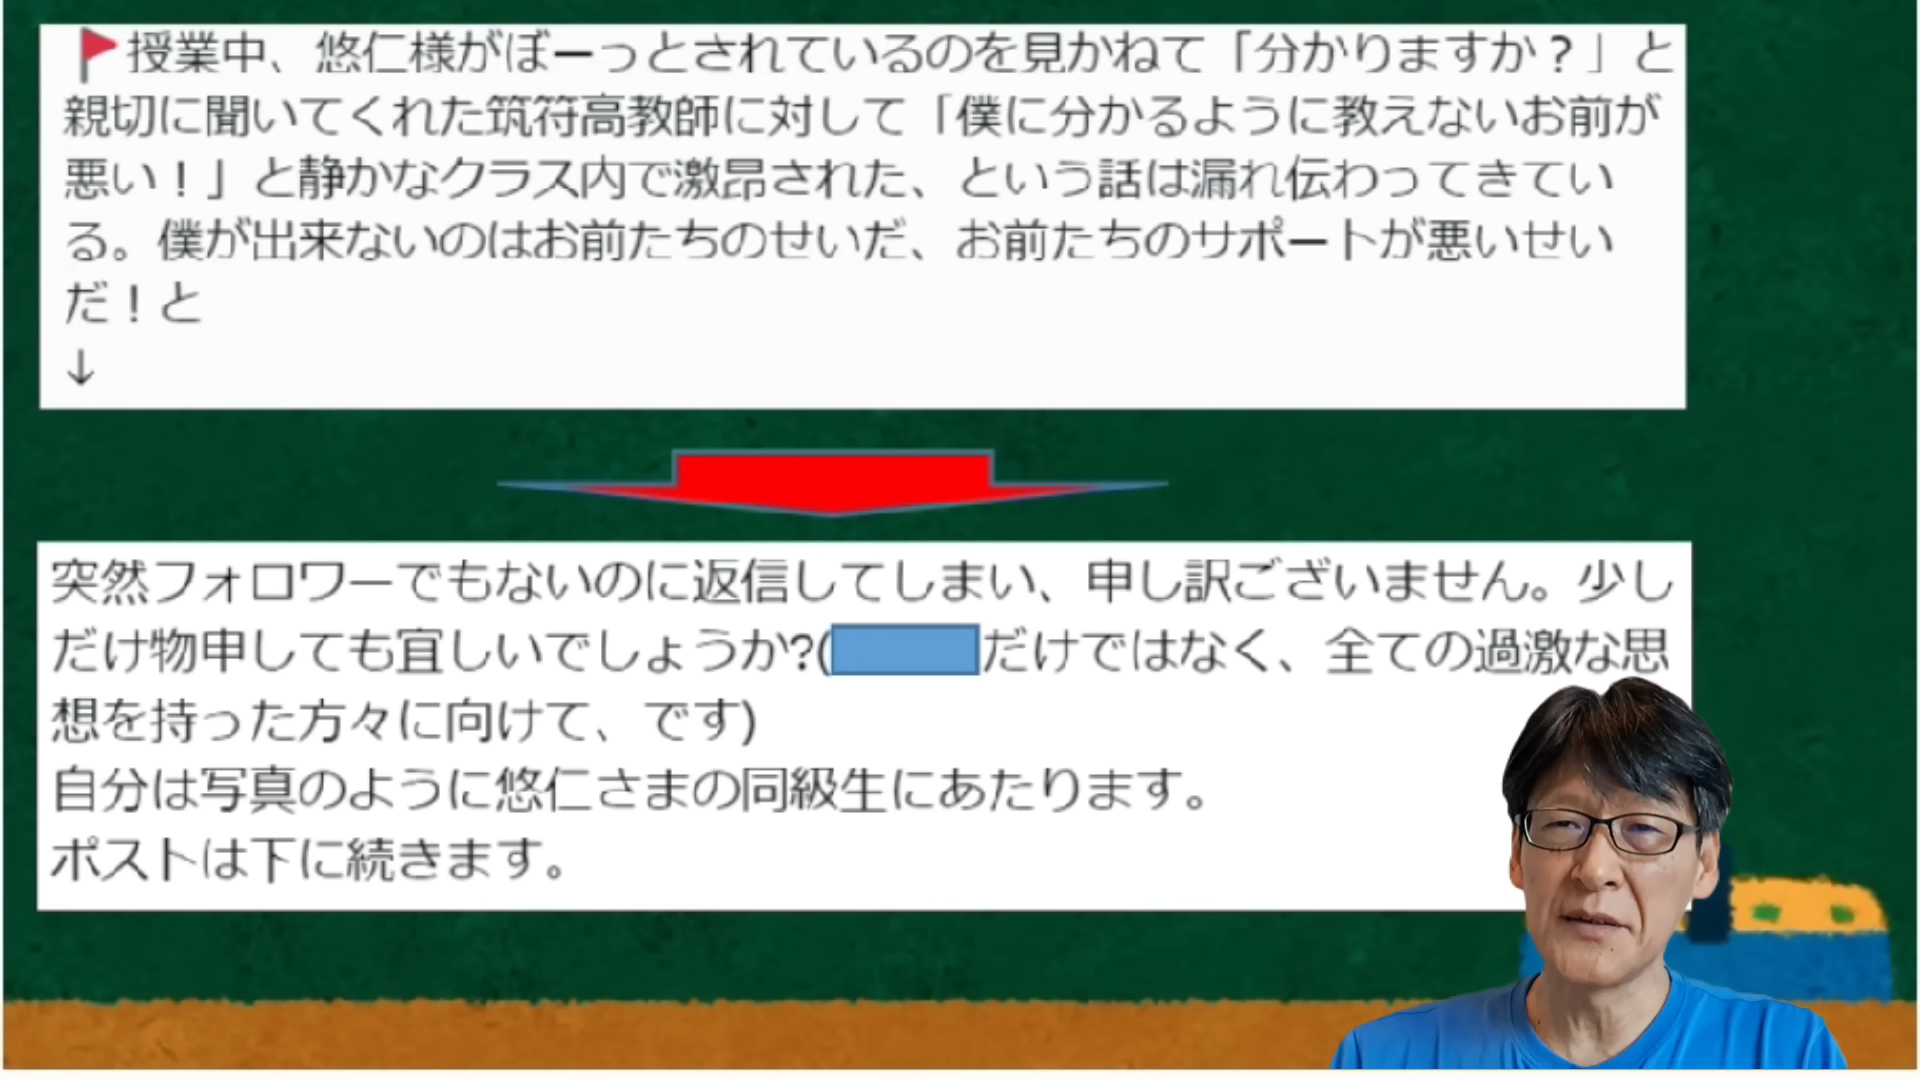 授業中、悠仁様がぼーっとされているのを見かねて「分かりますか？」と
親切に聞いてくれた筑符高教師に対して「僕に分かるように教えないお前が
悪い！」と静かなクラス内で激昂された、という話は漏れ伝わってきてい
る。僕が出来ないのはお前たちのせいだ、お前たちのサポートが悪いせい
だ！と
↓
突然フォロワーでもないのに返信してしまい、申し訳ございません。少し
だけ物申しても宜しいでしょうか?(だけではなく、全ての過激な思
想を持った方々に向けて、です)
自分は写真のように悠仁さまの同級生にあたります。
ポストは下に続きます。